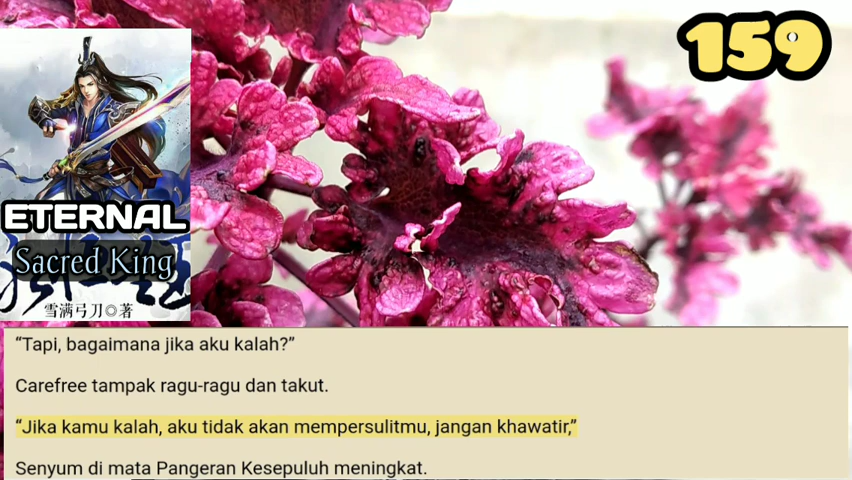 159
ETERNAL
Sacred King
雪满弓刀◎著
“Tapi, bagaimana jika aku kalah?”
Carefree tampak ragu-ragu dan takut.
“Jika kamu kalah, aku tidak akan mempersulitmu, jangan khawatir,”
Senyum di mata Pangeran Kesepuluh meningkat.